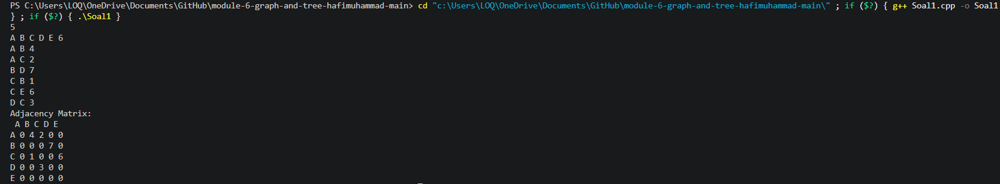 PS C:\Users\LOQ\OneDrive\Documents\GitHub\module-6-graph-and-tree-hafimuhammad-main> cd "c:\Users\LOQ\OneDrive\Documents\GitHub\module-6-graph-and-tree-hafimuhammad-main\" ; if ($?) { g++ Soal1.cpp -o Soal1
} ; if ($?) { .\Soal1 }
5
A B C D E 6
A B 4
A C 2
B D 7
C B 1
C E 6
D C 3
Adjacency Matrix:
 A B C D E
A 0 4 2 0 0
B 0 0 0 7 0
C 0 1 0 0 6
D 0 0 3 0 0
E 0 0 0 0 0